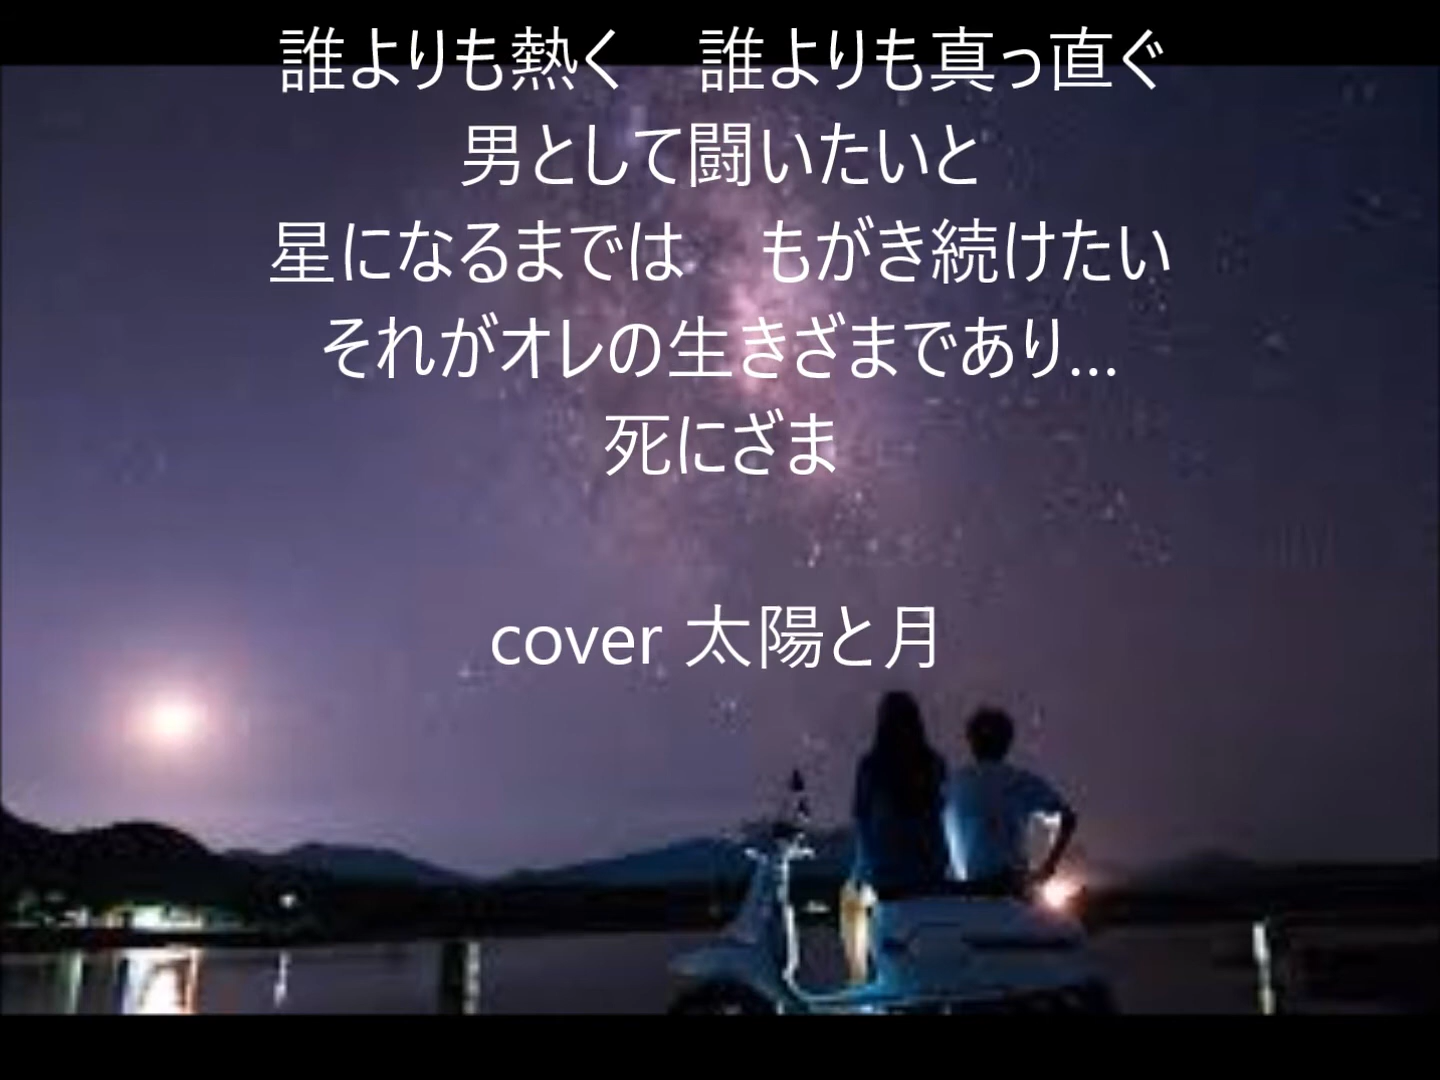 誰よりも熱く　誰よりも真っ直ぐ
男として闘いたいと
星になるまでは　もがき続けたい
それがオレの生きざまであり...
死にざま
cover 太陽と月